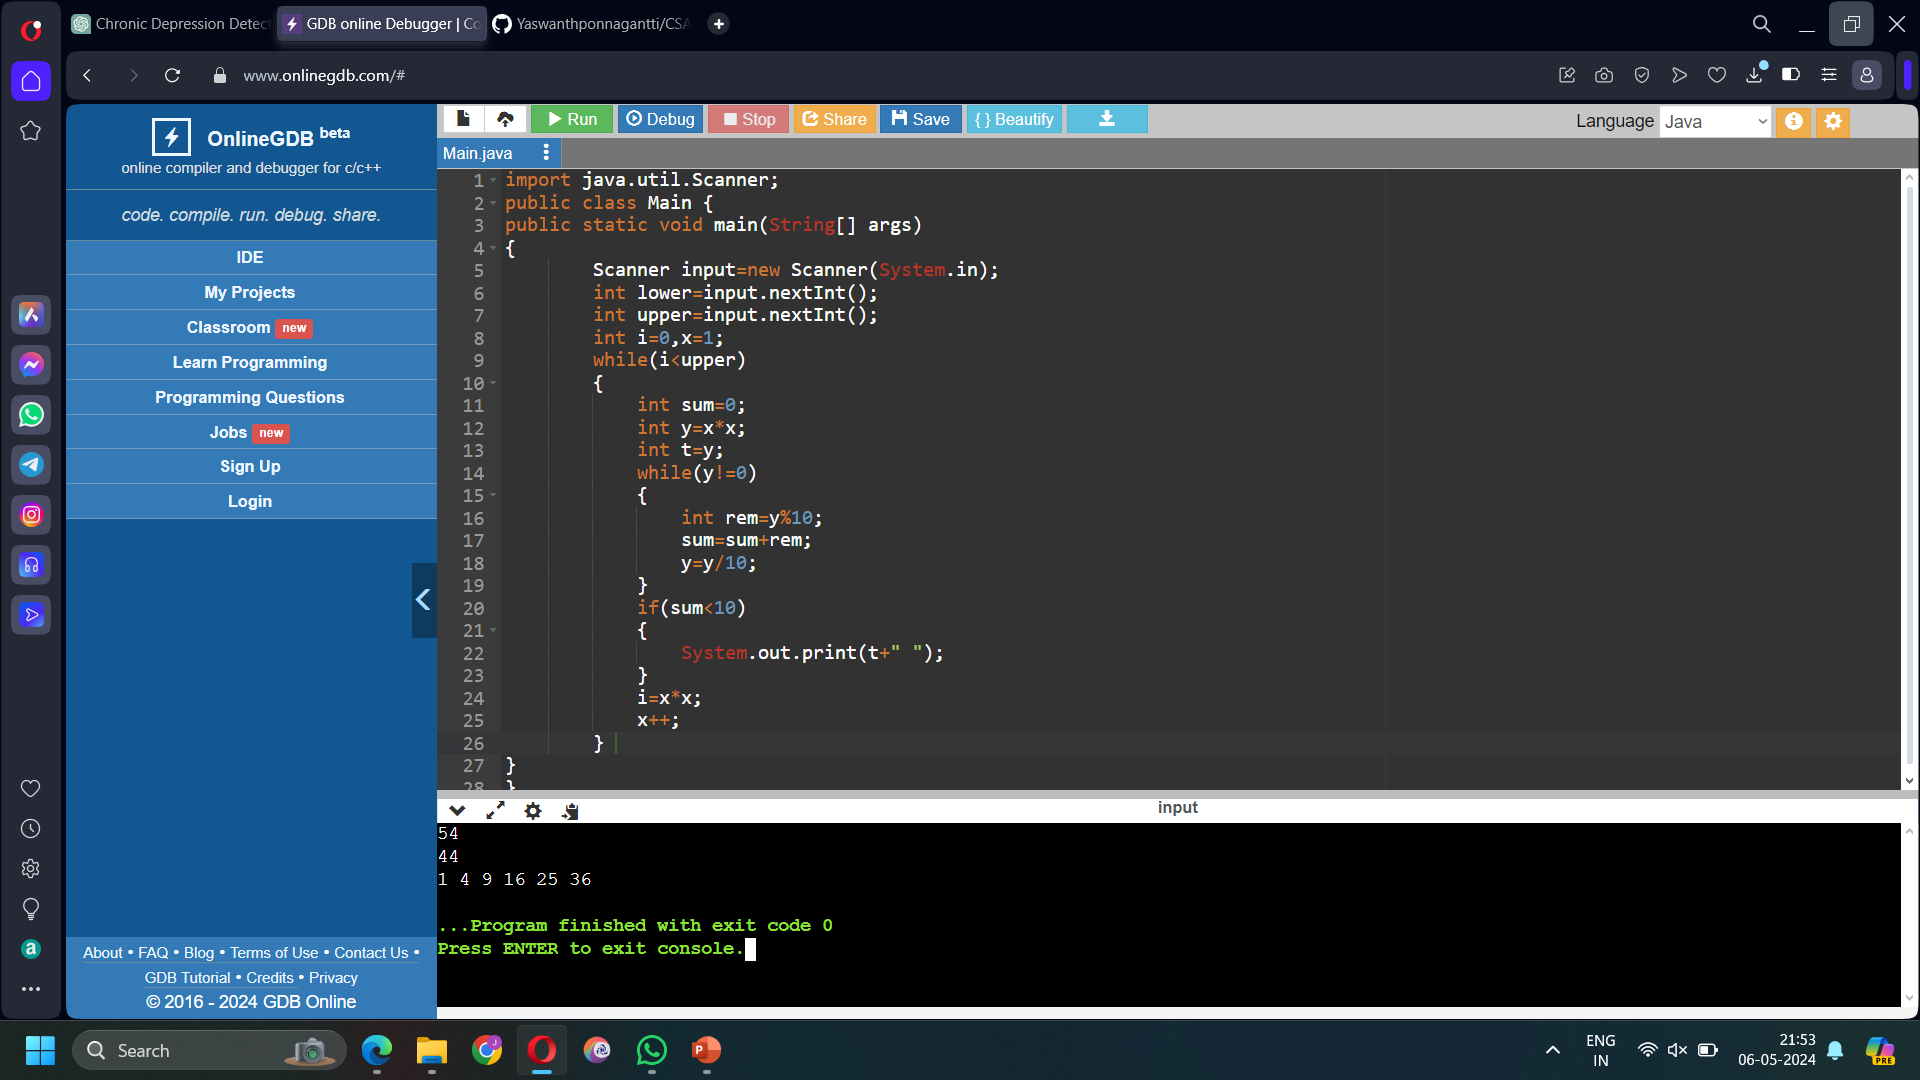 Chronic Depression Detect
GDB online Debugger | Co
Yaswanthponnagantti/CSA
www.onlinegdb.com/#
OnlineGDB beta
online compiler and debugger for c/c++
code. compile. run. debug. share.
IDE
My Projects
Classroom new
Learn Programming
Programming Questions
Jobs new
Sign Up
Login
About • FAQ • Blog • Terms of Use • Contact Us •
GDB Tutorial • Credits • Privacy
© 2016 - 2024 GDB Online
Run
Debug
Stop
Share
Save
{ } Beautify
Language Java
Main.java
1 import java.util.Scanner;
2 public class Main {
3 public static void main(String[] args)
4 {
5 Scanner input=new Scanner(System.in);
6 int lower=input.nextInt();
7 int upper=input.nextInt();
8 int i=0,x=1;
9 while(i<upper)
10 {
11 int sum=0;
12 int y=x*x;
13 int t=y;
14 while(y!=0)
15 {
16 int rem=y%10;
17 sum=sum+rem;
18 y=y/10;
19 }
20 if(sum<10)
21 {
22 System.out.print(t+" ");
23 }
24 i=x*x;
25 x++;
26 }
27 }
28 }
input
54
44
1 4 9 16 25 36
...Program finished with exit code 0
Press ENTER to exit console.
Search
ENG
IN
21:53
06-05-2024
PRE